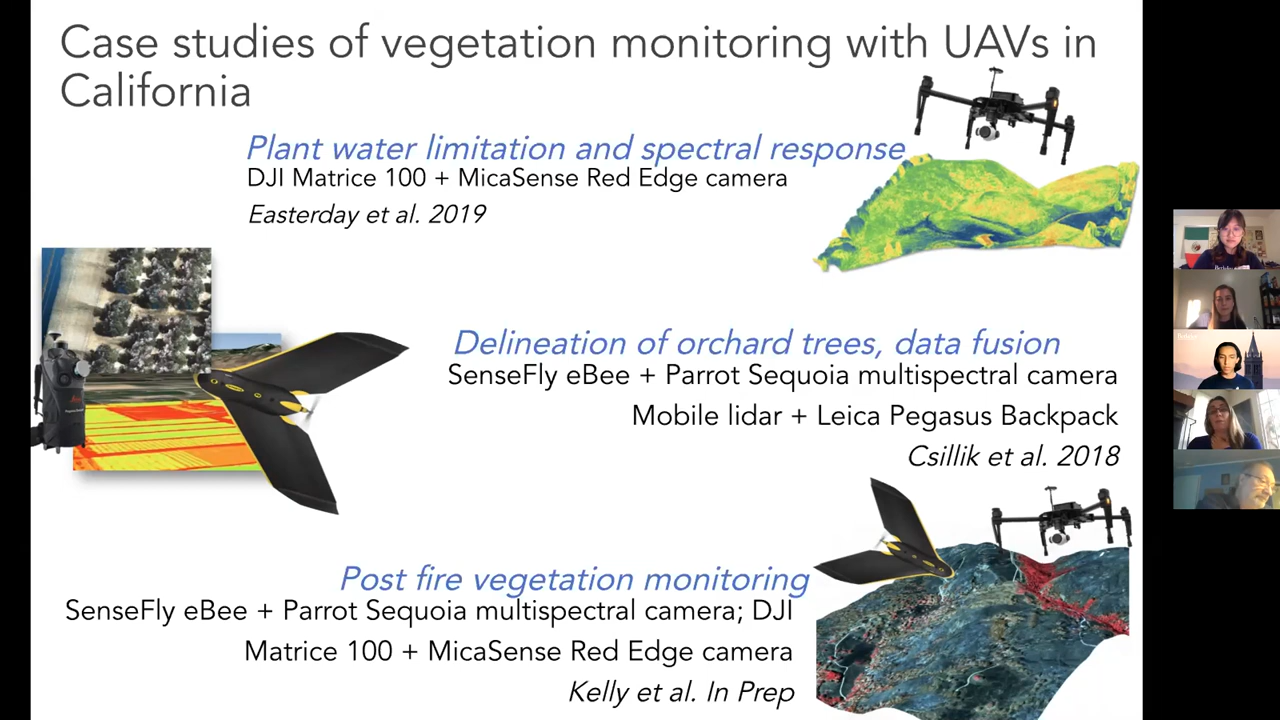 Case studies of vegetation monitoring with UAVs in
California
Plant water limitation and spectral response
DJI Matrice 100 + MicaSense Red Edge camera
Easterday et al. 2019
Delineation of orchard trees, data fusion
SenseFly eBee + Parrot Sequoia multispectral camera
Mobile lidar + Leica Pegasus Backpack
Csillik et al. 2018
Post fire vegetation monitoring
SenseFly eBee + Parrot Sequoia multispectral camera; DJI
Matrice 100 + MicaSense Red Edge camera
Kelly et al. In Prep